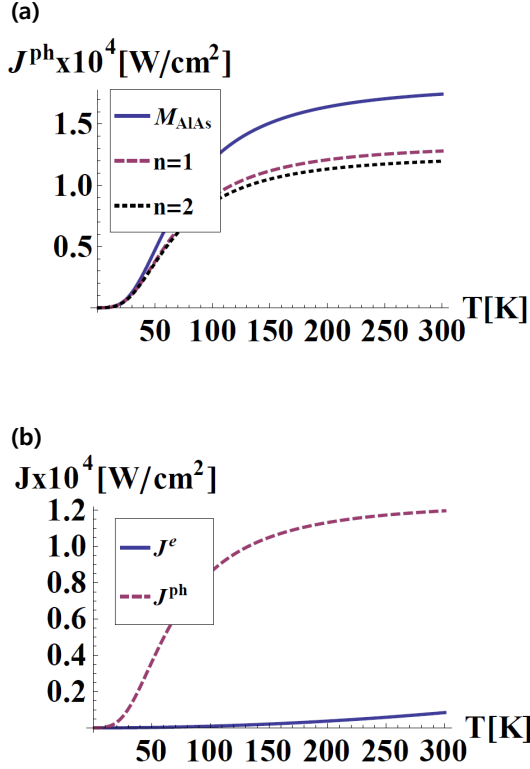 (a)
J^ph x10^4 [W/cm^2]
M_AlAs
n=1
n=2
1.5
1.0
0.5
50 100 150 200 250 300
T[K]
(b)
Jx10^4 [W/cm^2]
J^e
J^ph
1.2
1.0
0.8
0.6
0.4
0.2
50 100 150 200 250 300
T[K]